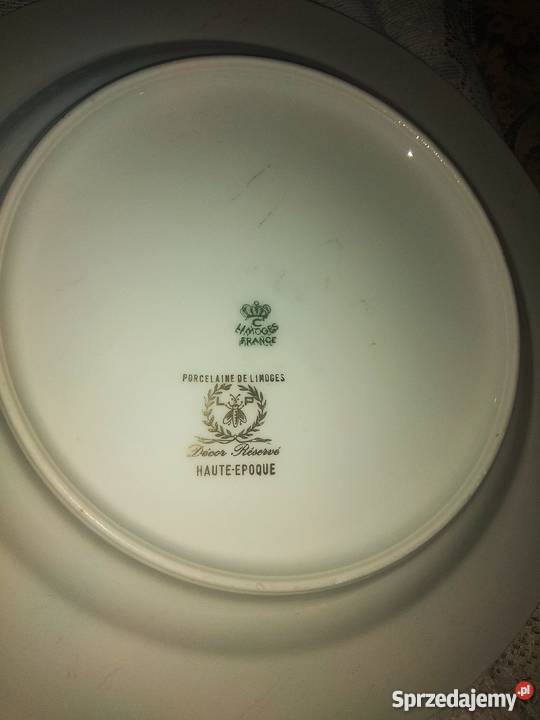 C
LIMOGES
FRANCE
PORCELAINE DE LIMOGES
L P
Décor Réservé
HAUTE-EPOQUE
Sprzedajemy.pl